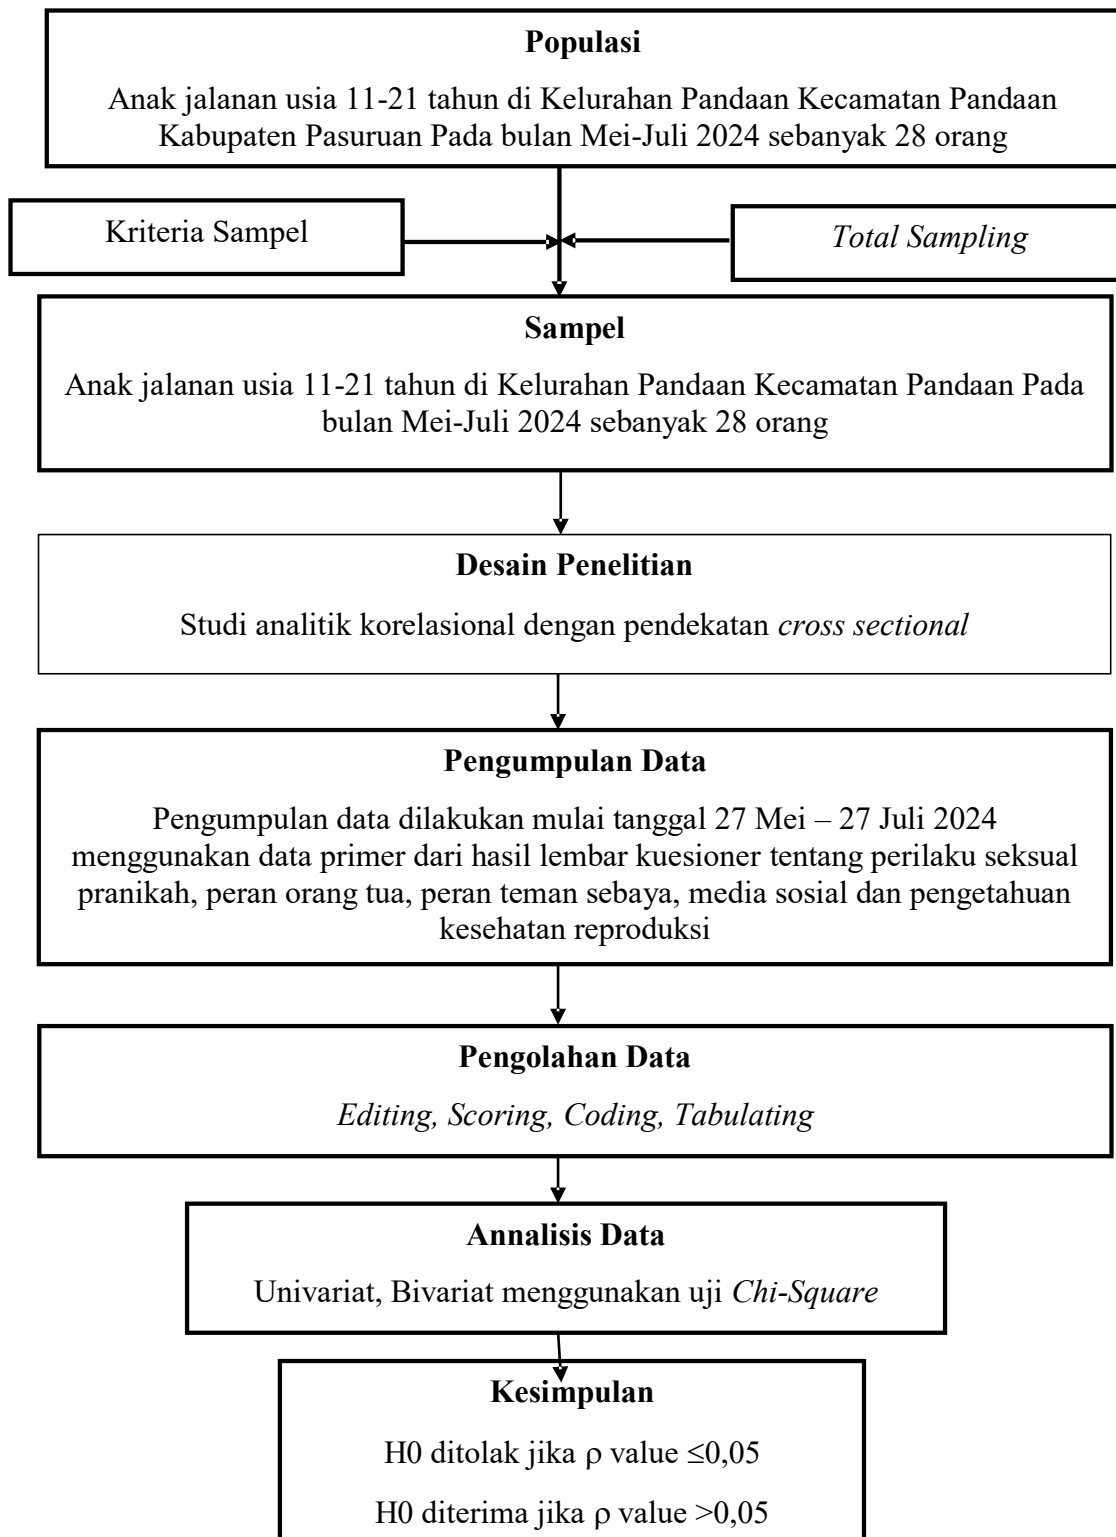 Populasi
Anak jalanan usia 11-21 tahun di Kelurahan Pandaan Kecamatan Pandaan
Kabupaten Pasuruan Pada bulan Mei-Juli 2024 sebanyak 28 orang
Kriteria Sampel
Total Sampling
Sampel
Anak jalanan usia 11-21 tahun di Kelurahan Pandaan Kecamatan Pandaan Pada
bulan Mei-Juli 2024 sebanyak 28 orang
Desain Penelitian
Studi analitik korelasional dengan pendekatan cross sectional
Pengumpulan Data
Pengumpulan data dilakukan mulai tanggal 27 Mei – 27 Juli 2024
menggunakan data primer dari hasil lembar kuesioner tentang perilaku seksual
pranikah, peran orang tua, peran teman sebaya, media sosial dan pengetahuan
kesehatan reproduksi
Pengolahan Data
Editing, Scoring, Coding, Tabulating
Annalisis Data
Univariat, Bivariat menggunakan uji Chi-Square
Kesimpulan
H0 ditolak jika ρ value ≤0,05
H0 diterima jika ρ value >0,05